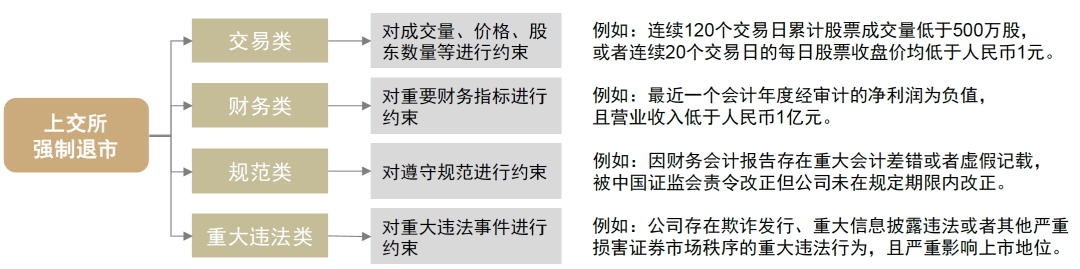 上交所
强制退市
交易类
对成交量、价格、股
东数量等进行约束
例如：连续120个交易日累计股票成交量低于500万股，
或者连续20个交易日的每日股票收盘价均低于人民币1元。
财务类
对重要财务指标进行
约束
例如：最近一个会计年度经审计的净利润为负值，
且营业收入低于人民币1亿元。
规范类
对遵守规范进行约束
例如：因财务会计报告存在重大会计差错或者虚假记载，
被中国证监会责令改正但公司未在规定期限内改正。
重大违法类
对重大违法事件进行
约束
例如：公司存在欺诈发行、重大信息披露违法或者其他严重
损害证券市场秩序的重大违法行为，且严重影响上市地位。